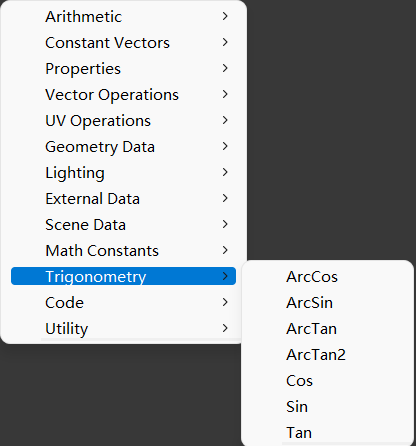 Arithmetic
Constant Vectors
Properties
Vector Operations
UV Operations
Geometry Data
Lighting
External Data
Scene Data
Math Constants
Trigonometry
Code
Utility
ArcCos
ArcSin
ArcTan
ArcTan2
Cos
Sin
Tan